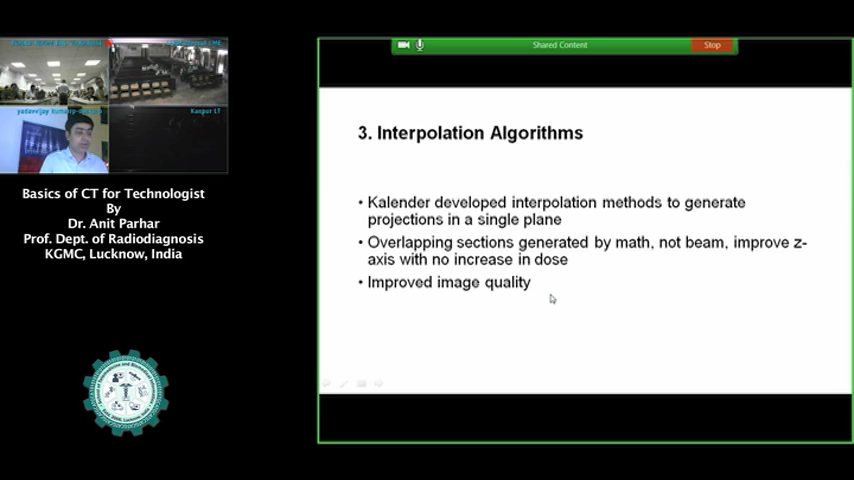 Shared Content
Stop
yadavvijay
Kanpur LT
3. Interpolation Algorithms
• Kalender developed interpolation methods to generate
projections in a single plane
• Overlapping sections generated by math, not beam, improve z-
axis with no increase in dose
• Improved image quality
Basics of CT for Technologist
By
Dr. Anit Parhar
Prof. Dept. of Radiodiagnosis
KGMC, Lucknow, India